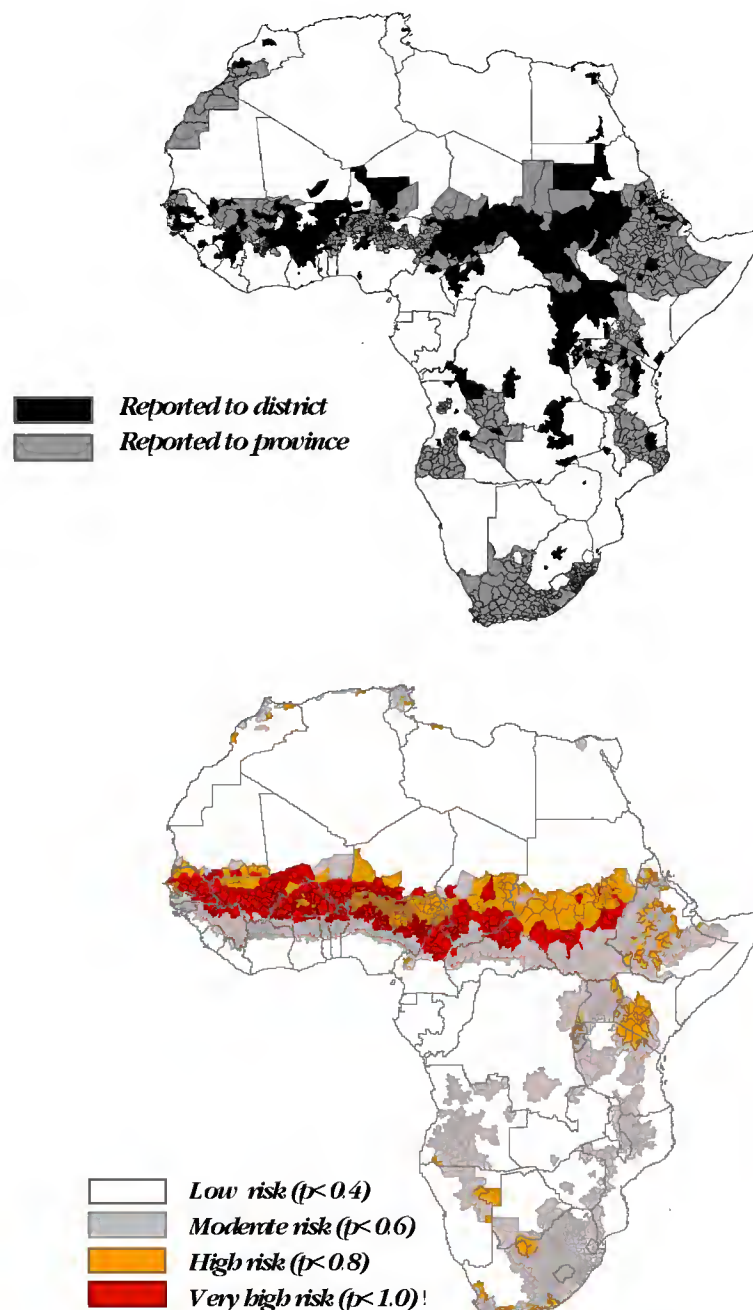 Reported to district
Reported to province
Low risk (p< 0.4)
Moderate risk (p< 0.6)
High risk (p< 0.8)
Very high risk (p< 1.0) !